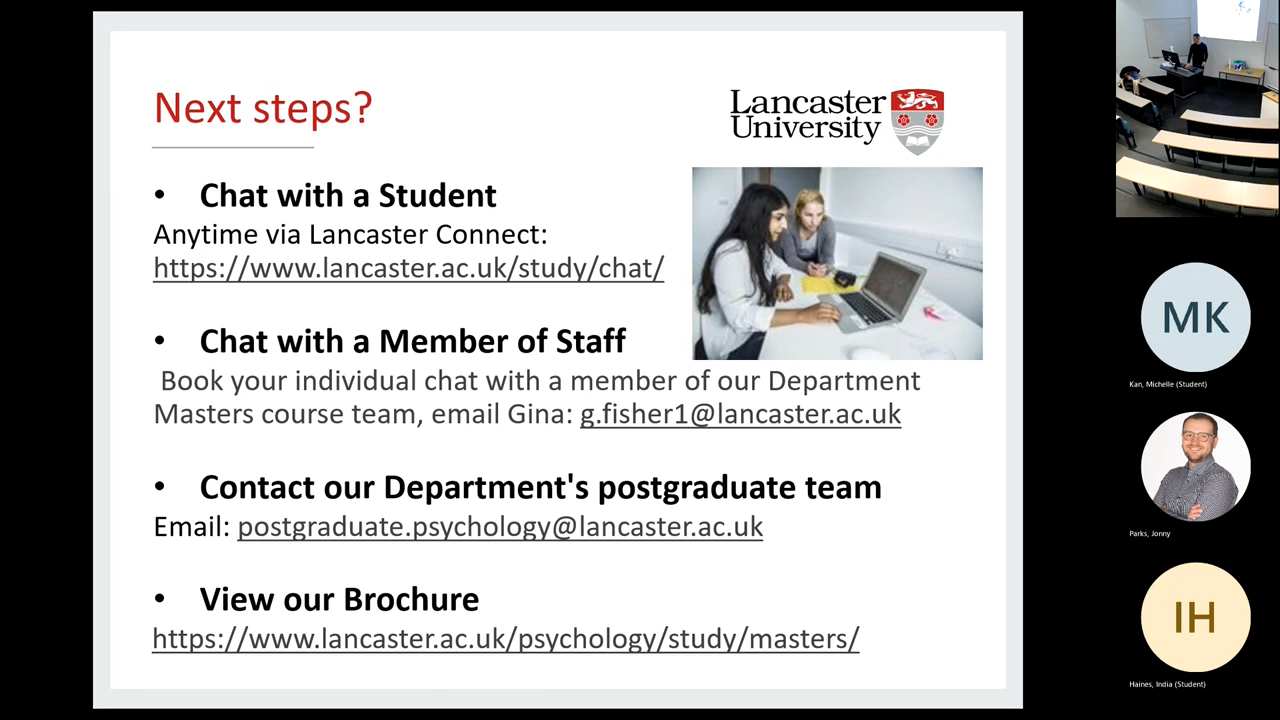 Next steps?
Lancaster
University
• Chat with a Student
Anytime via Lancaster Connect:
https://www.lancaster.ac.uk/study/chat/
• Chat with a Member of Staff
Book your individual chat with a member of our Department
Masters course team, email Gina: g.fisher1@lancaster.ac.uk
• Contact our Department's postgraduate team
Email: postgraduate.psychology@lancaster.ac.uk
• View our Brochure
https://www.lancaster.ac.uk/psychology/study/masters/
MK
Kan, Michelle (Student)
Parks, Jonny
IH
Haines, India (Student)